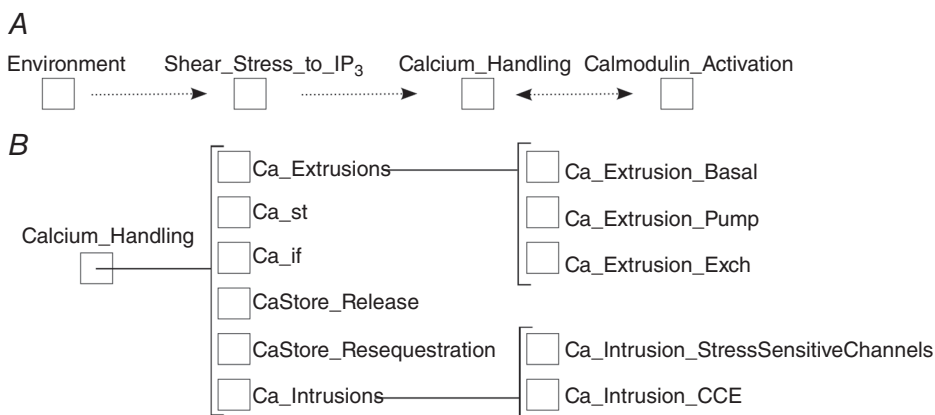 A
Environment Shear_Stress_to_IP3 Calcium_Handling Calmodulin_Activation
B
Calcium_Handling
Ca_Extrusions
Ca_st
Ca_if
CaStore_Release
CaStore_Resequestration
Ca_Intrusions
Ca_Extrusion_Basal
Ca_Extrusion_Pump
Ca_Extrusion_Exch
Ca_Intrusion_StressSensitiveChannels
Ca_Intrusion_CCE